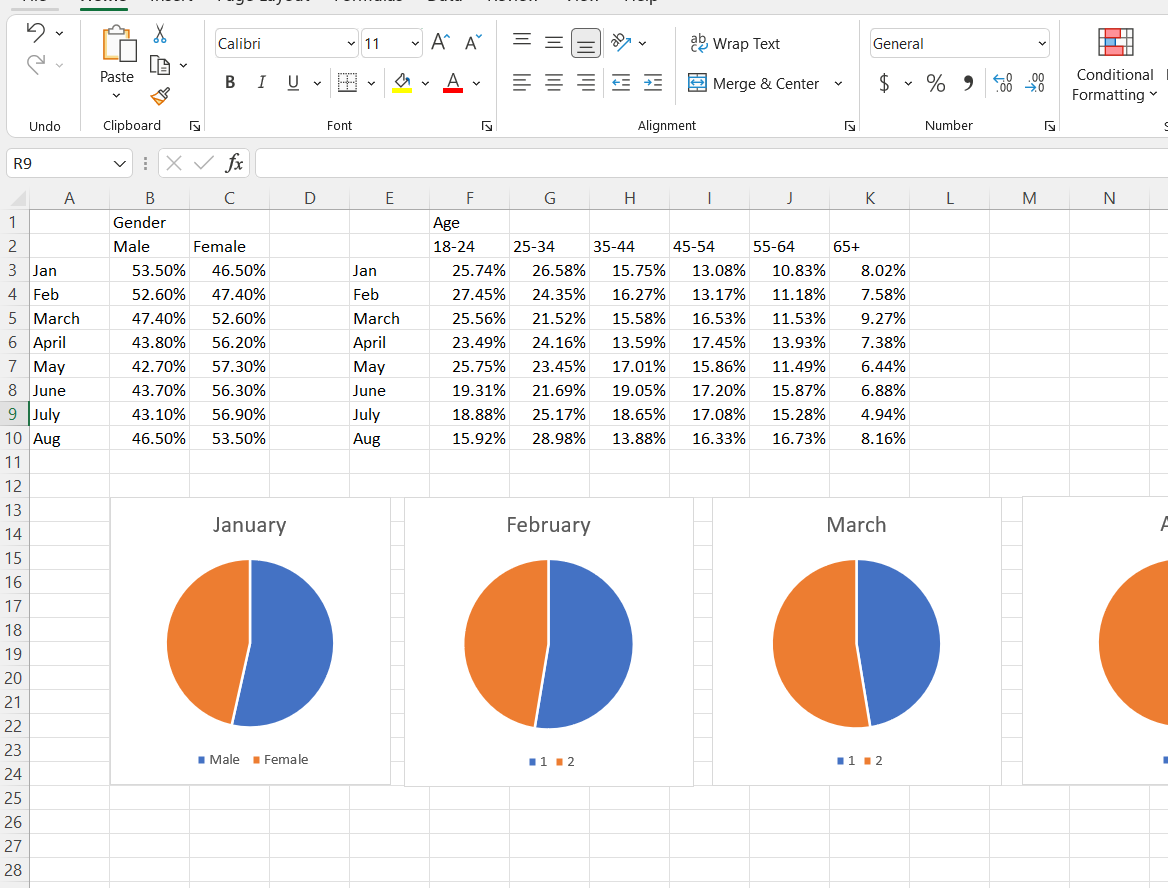 Home Insert Page Layout Formulas Data Review View Help
Calibri 11 A A Wrap Text General
Paste B I U A Merge & Center $ % , .00 .00 Conditional Formatting
Undo Clipboard Font Alignment Number
R9 fx
A B C D E F G H I J K L M N
1 Gender Age
2 Male Female 18-24 25-34 35-44 45-54 55-64 65+
3 Jan 53.50% 46.50% Jan 25.74% 26.58% 15.75% 13.08% 10.83% 8.02%
4 Feb 52.60% 47.40% Feb 27.45% 24.35% 16.27% 13.17% 11.18% 7.58%
5 March 47.40% 52.60% March 25.56% 21.52% 15.58% 16.53% 11.53% 9.27%
6 April 43.80% 56.20% April 23.49% 24.16% 13.59% 17.45% 13.93% 7.38%
7 May 42.70% 57.30% May 25.75% 23.45% 17.01% 15.86% 11.49% 6.44%
8 June 43.70% 56.30% June 19.31% 21.69% 19.05% 17.20% 15.87% 6.88%
9 July 43.10% 56.90% July 18.88% 25.17% 18.65% 17.08% 15.28% 4.94%
10 Aug 46.50% 53.50% Aug 15.92% 28.98% 13.88% 16.33% 16.73% 8.16%
11
12
13
14 January February March
15
16
17
18
19
20
21
22
23
24 Male Female 1 2 1 2
25
26
27
28